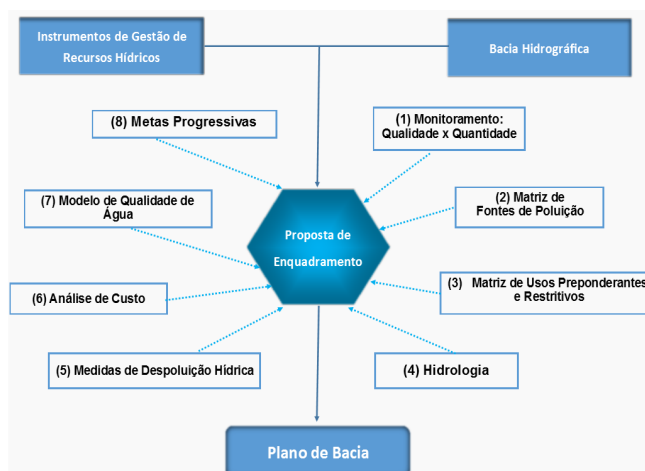 Instrumentos de Gestão de
Recursos Hídricos
Bacia Hidrográfica
(8) Metas Progressivas
(1) Monitoramento:
Qualidade x Quantidade
(7) Modelo de Qualidade de
Água
(2) Matriz de
Fontes de Poluição
Proposta de
Enquadramento
(6) Análise de Custo
(3) Matriz de Usos Preponderantes
e Restritivos
(5) Medidas de Despoluição Hídrica
(4) Hidrologia
Plano de Bacia